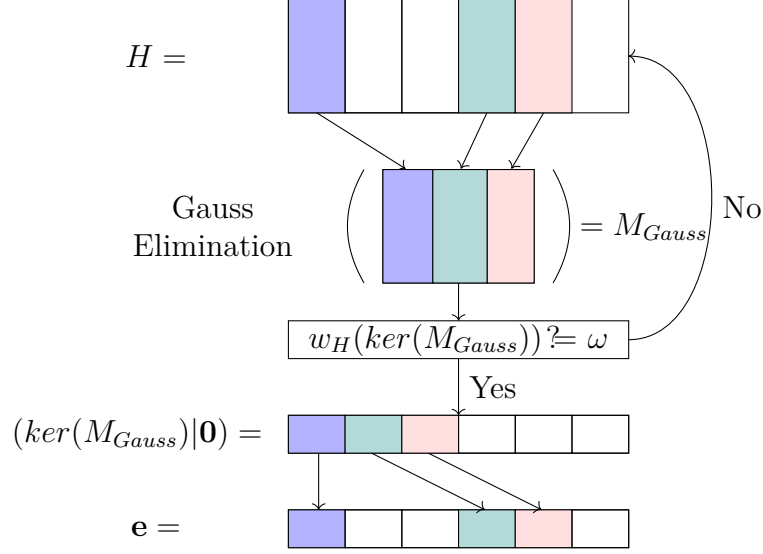 H =
Gauss
Elimination
= M_{Gauss}
No
w_H(ker(M_{Gauss})) ?= ω
Yes
(ker(M_{Gauss})|0) =
e =